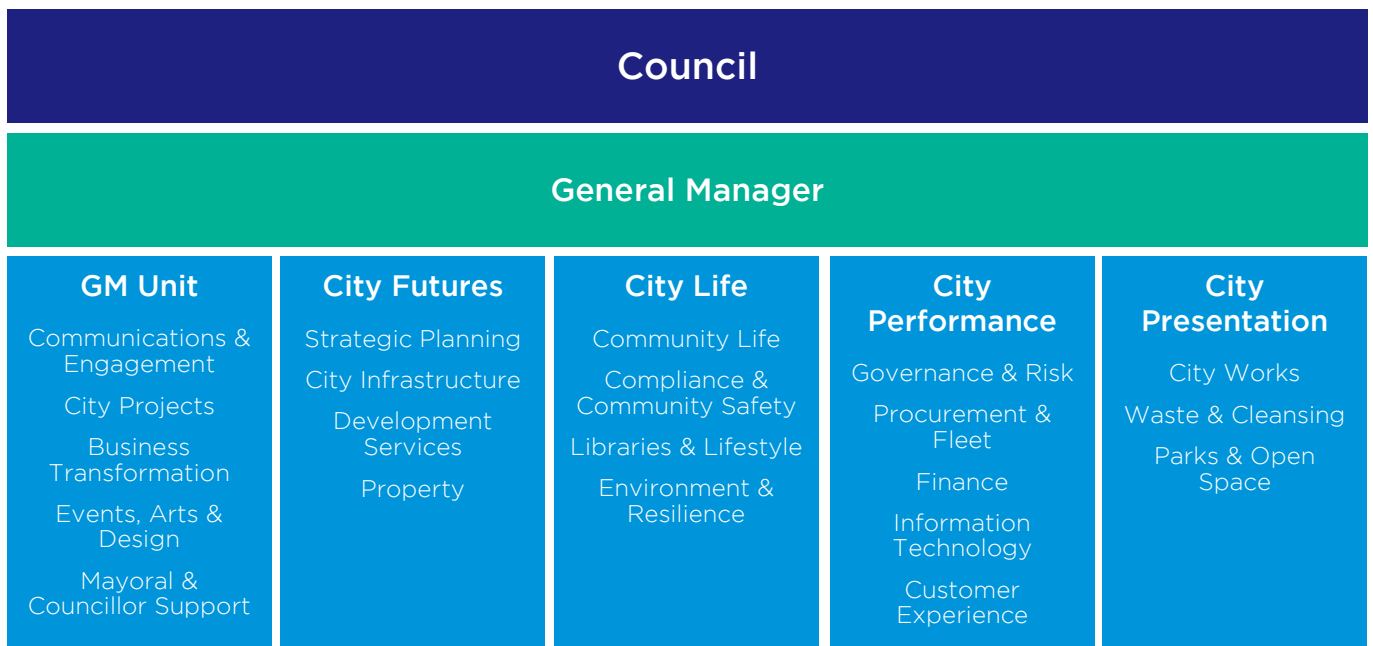 Council
General Manager
GM Unit
Communications &
Engagement
City Projects
Business
Transformation
Events, Arts &
Design
Mayoral &
Councillor Support
City Futures
Strategic Planning
City Infrastructure
Development
Services
Property
City Life
Community Life
Compliance &
Community Safety
Libraries & Lifestyle
Environment &
Resilience
City
Performance
Governance & Risk
Procurement &
Fleet
Finance
Information
Technology
Customer
Experience
City
Presentation
City Works
Waste & Cleansing
Parks & Open
Space